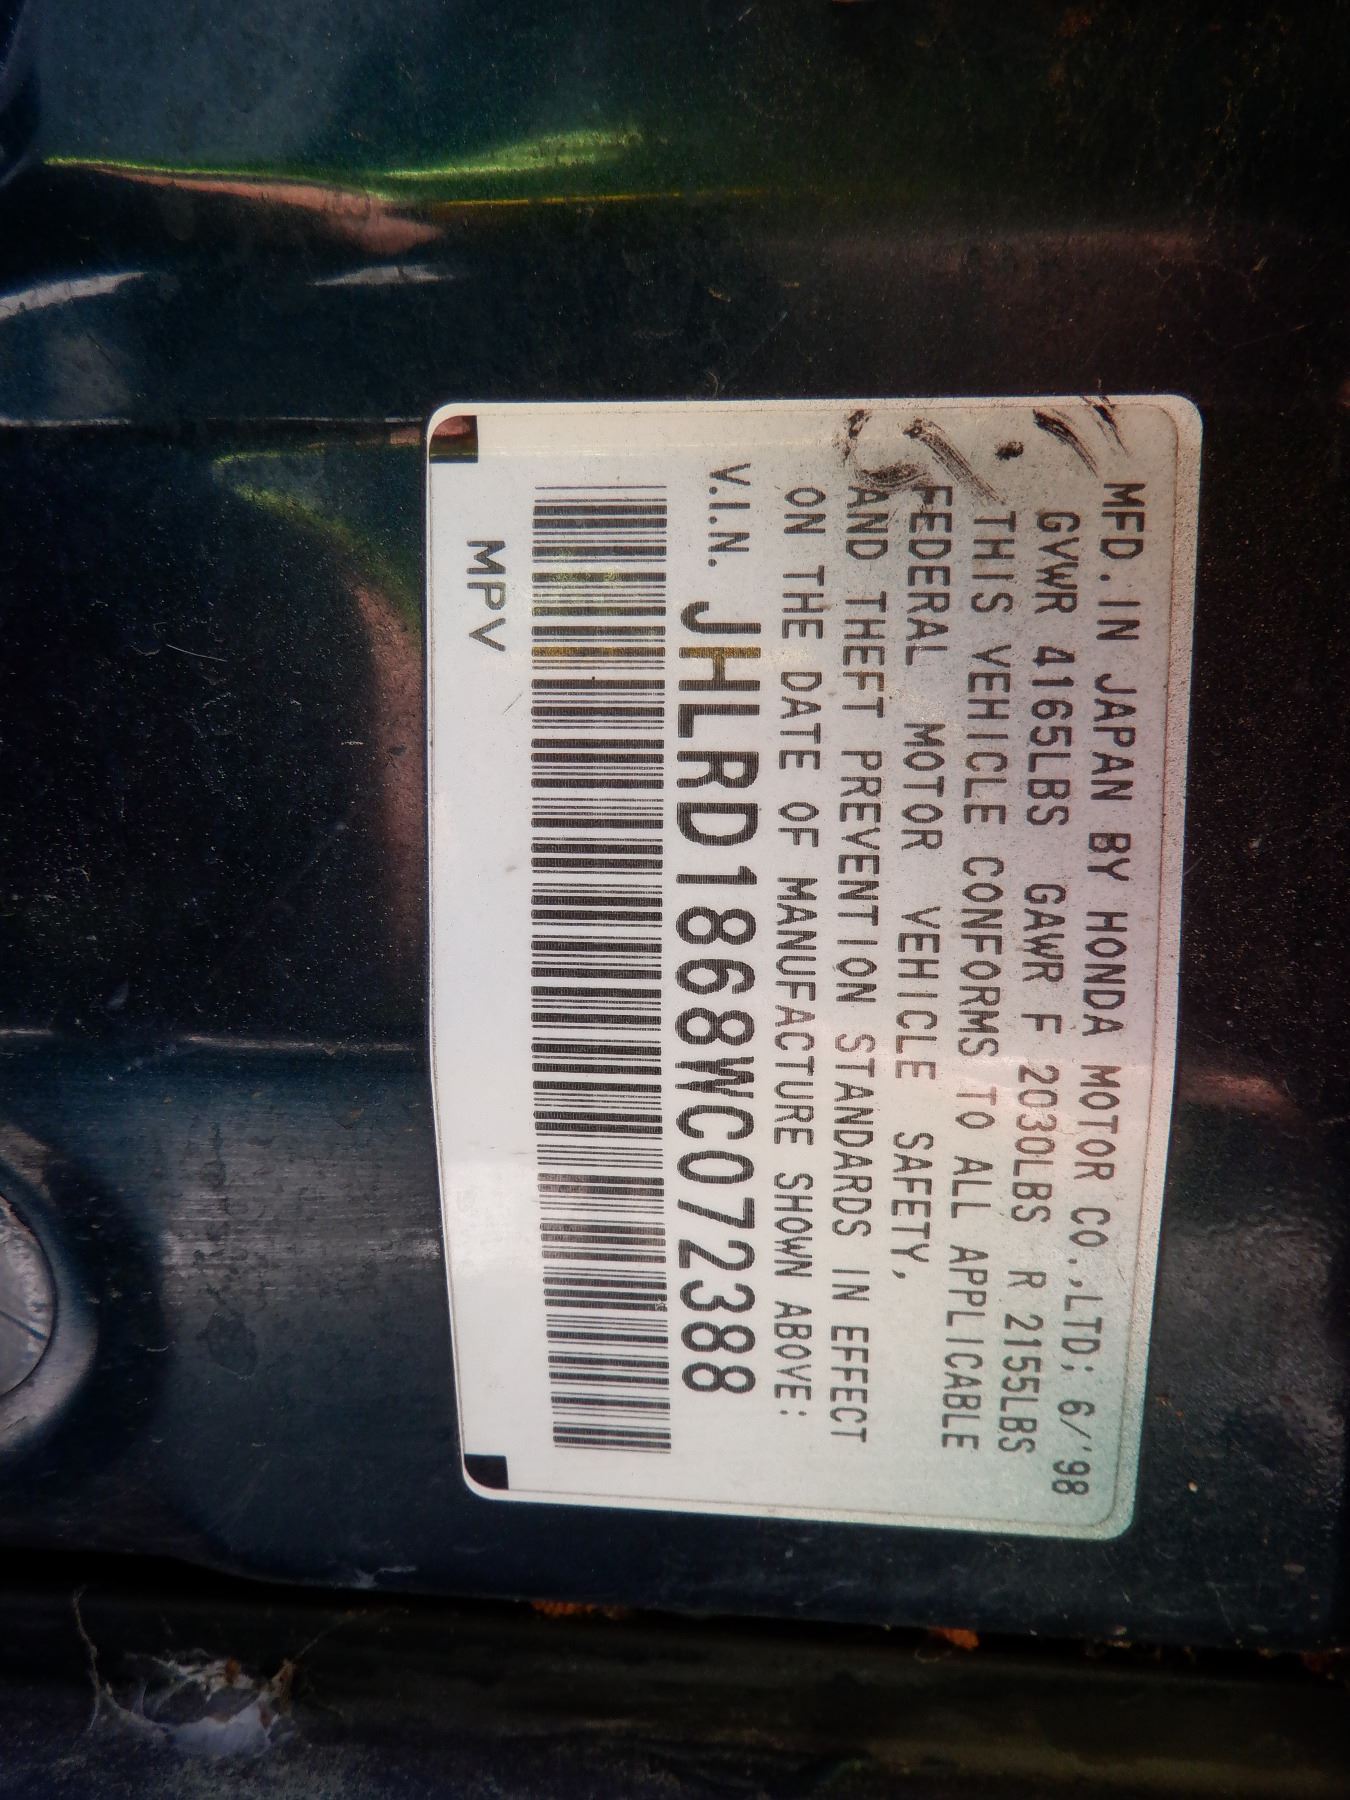 MFD. IN JAPAN BY HONDA MOTOR CO.,LTD; 6/'98
GVWR 4165LBS GAWR F 2030LBS R 2155LBS
THIS VEHICLE CONFORMS TO ALL APPLICABLE
FEDERAL MOTOR VEHICLE SAFETY,
AND THEFT PREVENTION STANDARDS IN EFFECT
ON THE DATE OF MANUFACTURE SHOWN ABOVE:
V.I.N. JHLRD1868WC072388
MPV